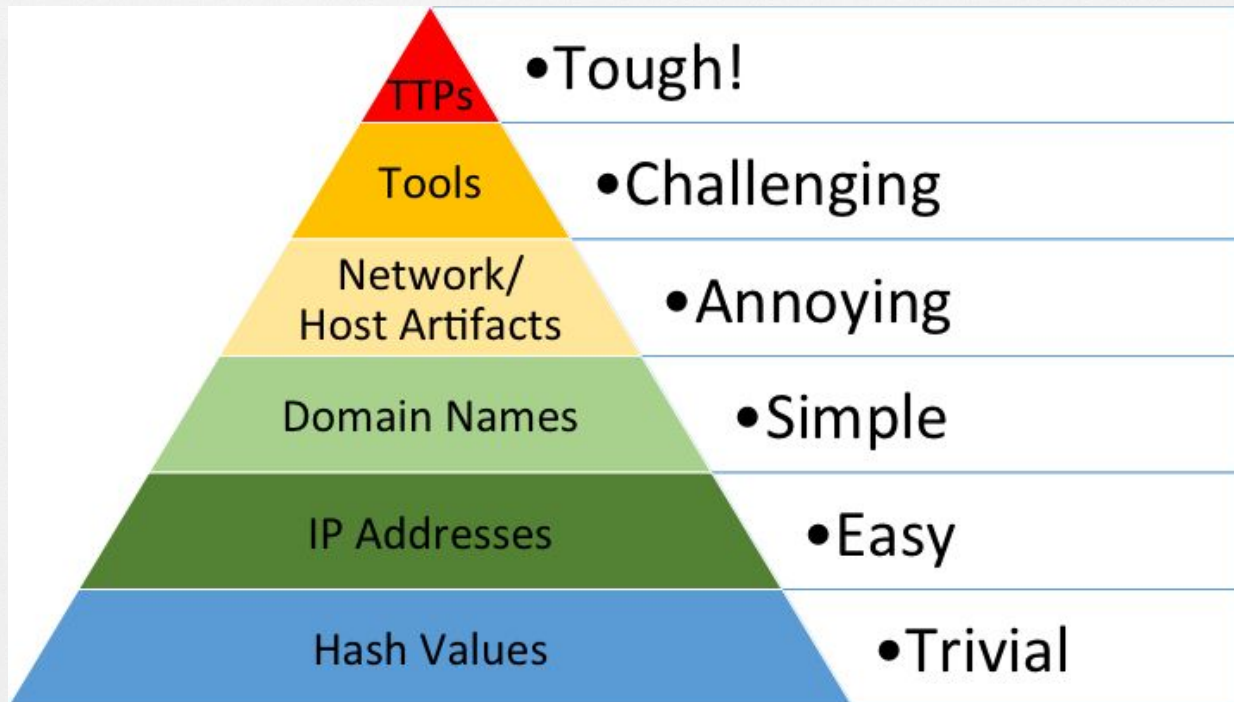 TTPs
•Tough!
Tools
•Challenging
Network/
Host Artifacts
•Annoying
Domain Names
•Simple
IP Addresses
•Easy
Hash Values
•Trivial